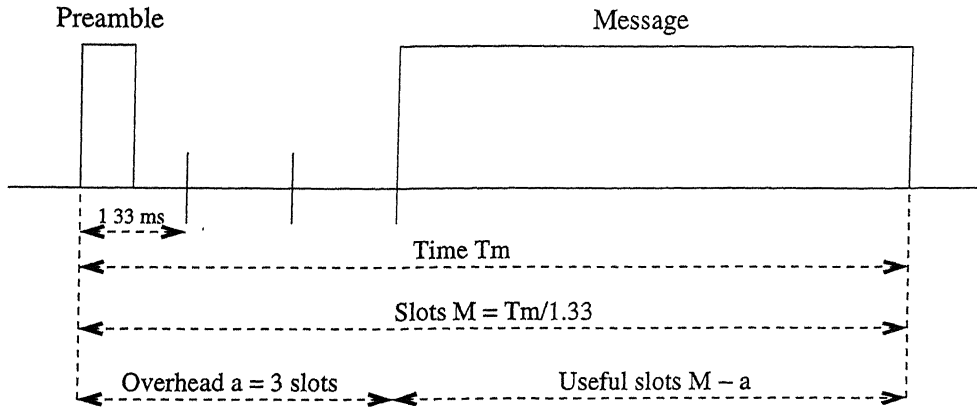 Preamble
Message
1 33 ms
Time Tm
Slots M = Tm/1.33
Overhead a = 3 slots
Useful slots M – a